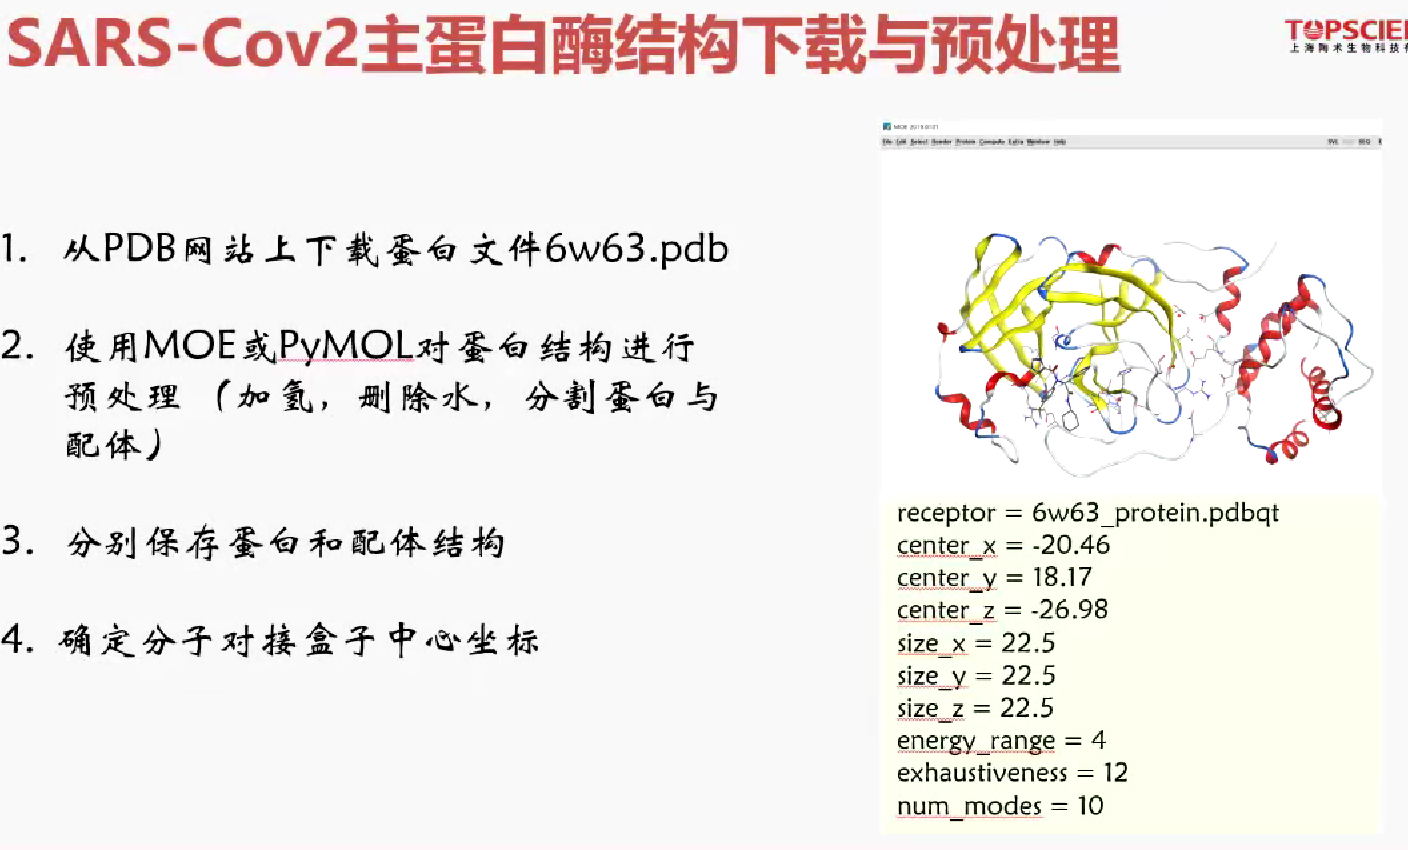 SARS-Cov2主蛋白酶结构下载与预处理
TOPSCIE
上海陶术生物科技
1. 从PDB网站上下载蛋白文件6w63.pdb
2. 使用MOE或PyMOL对蛋白结构进行
预处理（加氢，删除水，分割蛋白与
配体）
3. 分别保存蛋白和配体结构
4. 确定分子对接盒子中心坐标
File Edit Select Render Protein Compute Extra Window Help
receptor = 6w63_protein.pdbqt
center_x = -20.46
center_y = 18.17
center_z = -26.98
size_x = 22.5
size_y = 22.5
size_z = 22.5
energy_range = 4
exhaustiveness = 12
num_modes = 10